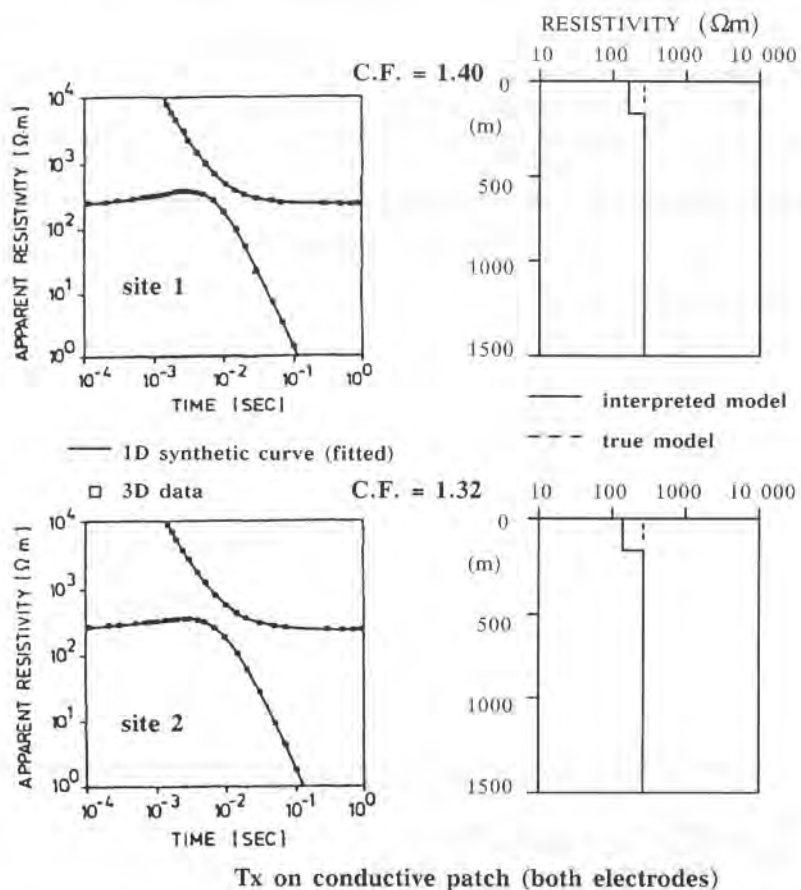 RESISTIVITY (Ωm)
10 100 1000 10 000
C.F. = 1.40
APPARENT RESISTIVITY [Ω·m]
10⁴
10³
10²
10¹
10⁰
site 1
10⁻⁴ 10⁻³ 10⁻² 10⁻¹ 10⁰
TIME [SEC]
0
(m)
500
1000
1500
interpreted model
true model
1D synthetic curve (fitted)
3D data
C.F. = 1.32
10 100 1000 10 000
APPARENT RESISTIVITY [Ω m]
10⁴
10³
10²
10¹
10⁰
site 2
10⁻⁴ 10⁻³ 10⁻² 10⁻¹ 10⁰
TIME [SEC]
0
(m)
500
1000
1500
Tx on conductive patch (both electrodes)